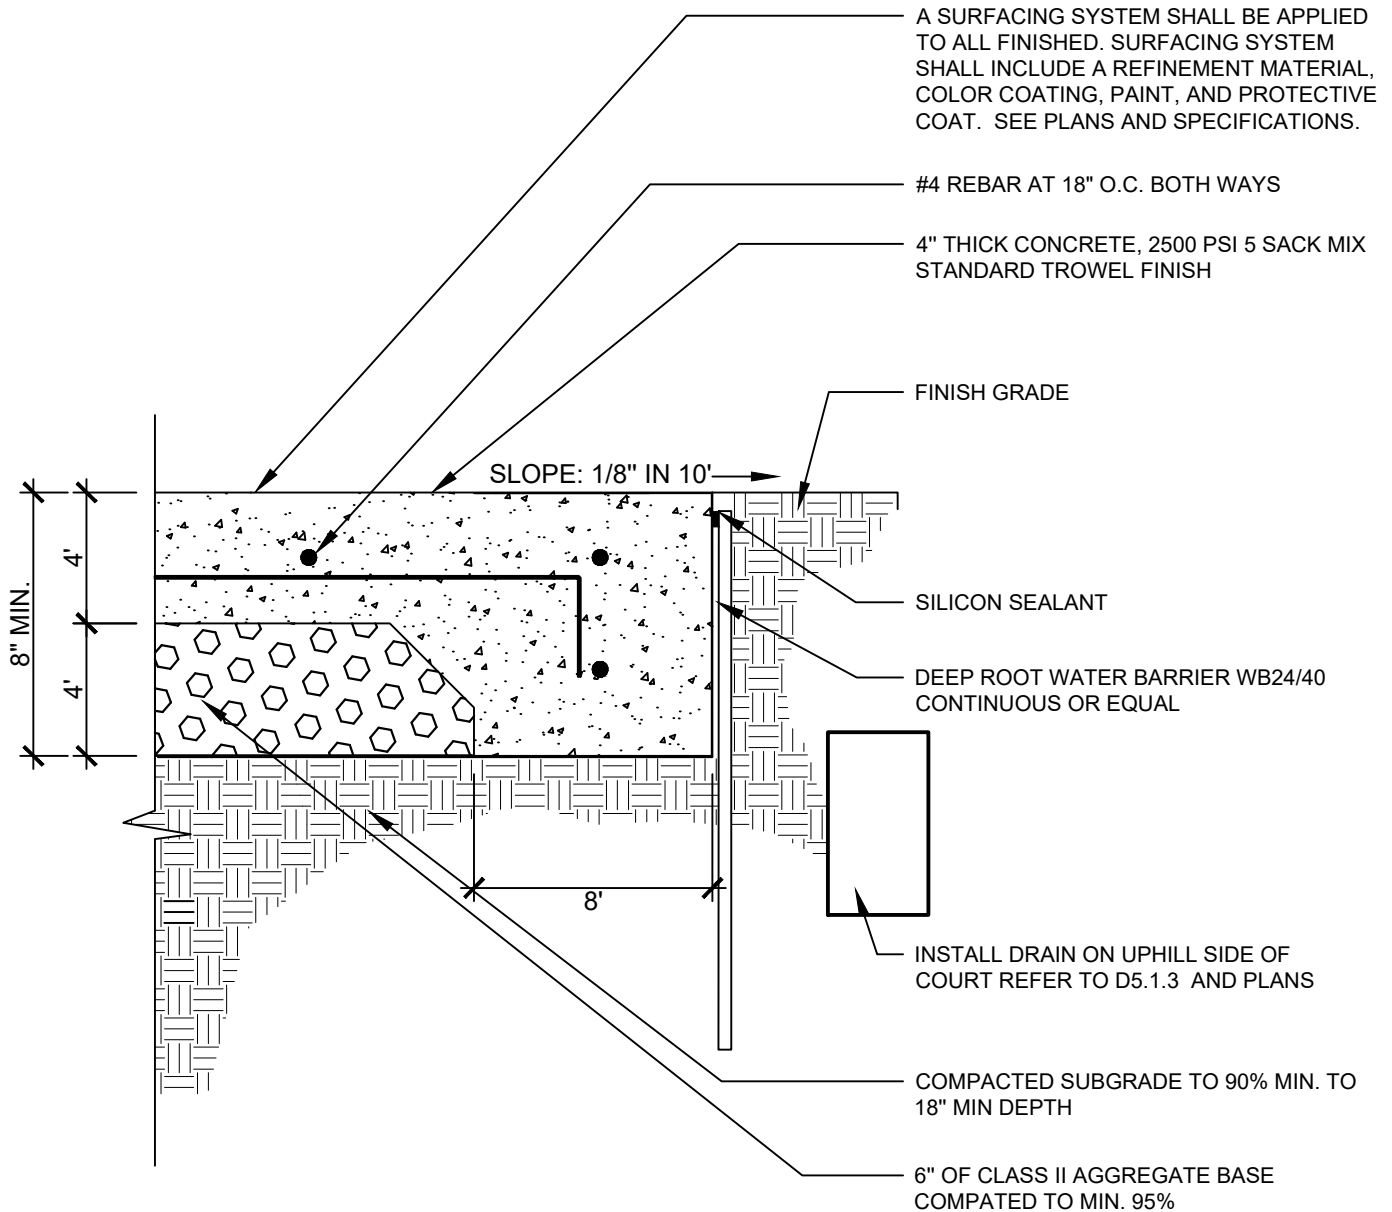 A SURFACING SYSTEM SHALL BE APPLIED
TO ALL FINISHED. SURFACING SYSTEM
SHALL INCLUDE A REFINEMENT MATERIAL,
COLOR COATING, PAINT, AND PROTECTIVE
COAT. SEE PLANS AND SPECIFICATIONS.
#4 REBAR AT 18" O.C. BOTH WAYS
4" THICK CONCRETE, 2500 PSI 5 SACK MIX
STANDARD TROWEL FINISH
FINISH GRADE
SLOPE: 1/8" IN 10'
8" MIN.
4'
4'
SILICON SEALANT
DEEP ROOT WATER BARRIER WB24/40
CONTINUOUS OR EQUAL
8'
INSTALL DRAIN ON UPHILL SIDE OF
COURT REFER TO D5.1.3 AND PLANS
COMPACTED SUBGRADE TO 90% MIN. TO
18" MIN DEPTH
6" OF CLASS II AGGREGATE BASE
COMPATED TO MIN. 95%